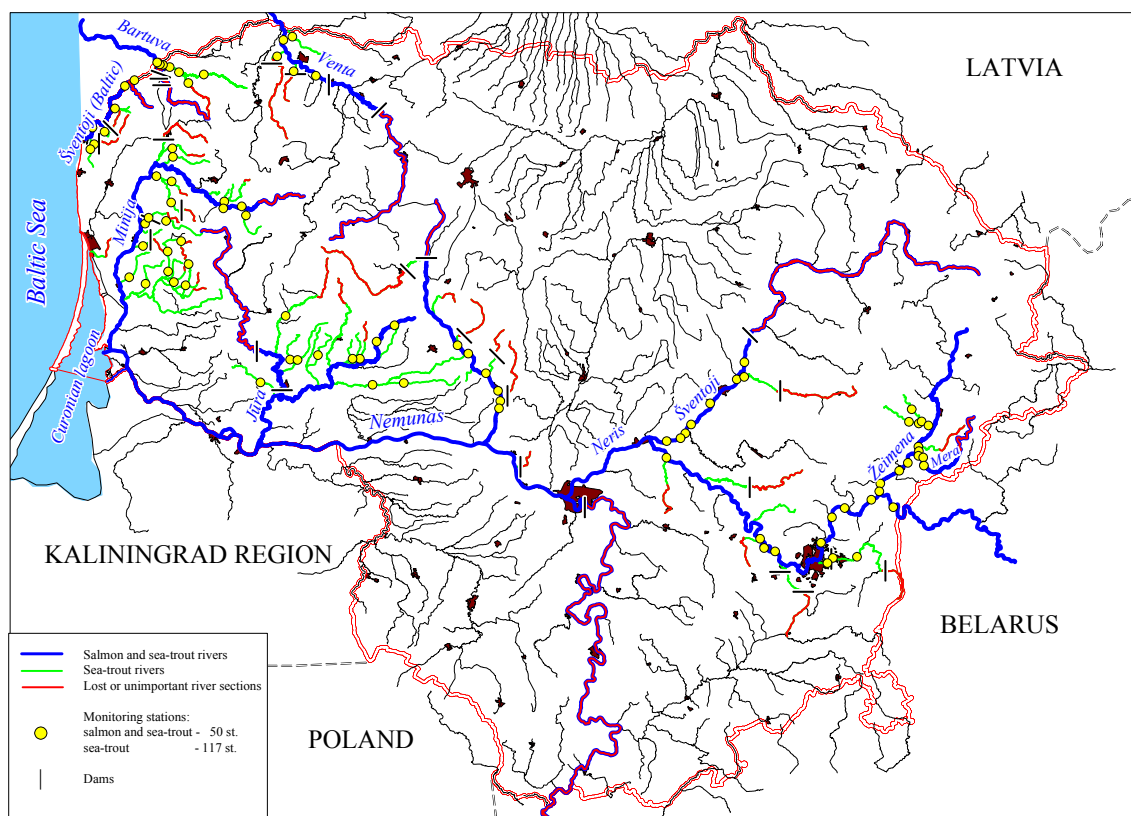 Bartuva
Venta
LATVIA
Šventoji (Baltic)
Minija
Baltic Sea
Curonian lagoon
Jūra
Nemunas
Neris
Šventoji
Žeimena
Mera
KALININGRAD REGION
BELARUS
POLAND
Salmon and sea-trout rivers
Sea-trout rivers
Lost or unimportant river sections
Monitoring stations:
salmon and sea-trout - 50 st.
sea-trout - 117 st.
Dams